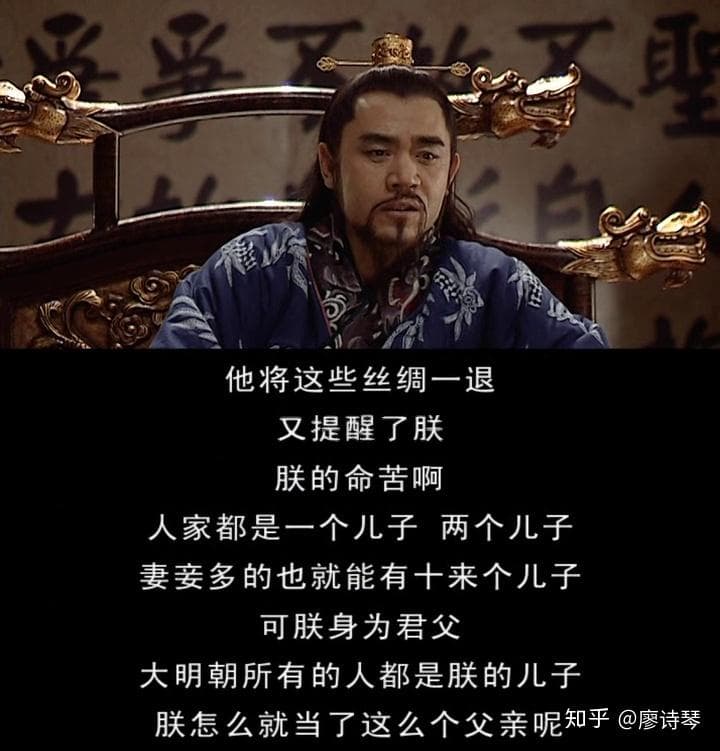 他将这些丝绸一退
又提醒了朕
朕的命苦啊
人家都是一个儿子 两个儿子
妻妾多的也就能有十来个儿子
可朕身为君父
大明朝所有的人都是朕的儿子
朕怎么就当了这么个父亲呢
知乎 @廖诗琴